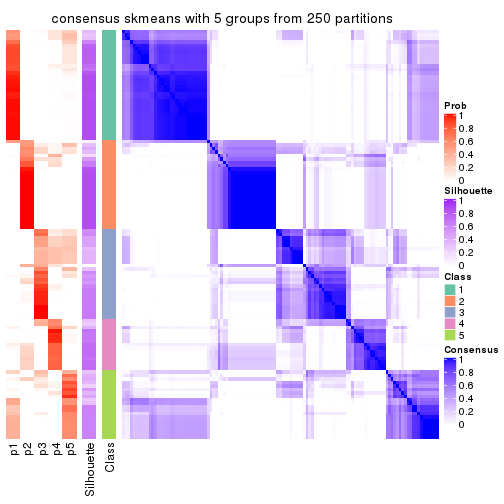 consensus skmeans with 5 groups from 250 partitions
Prob
1
0.8
0.6
0.4
0.2
0
Silhouette
1
0.8
0.6
0.4
0.2
0
Class
1
2
3
4
5
Consensus
1
0.8
0.6
0.4
0.2
0
p1
p2
p3
p4
p5
Silhouette
Class